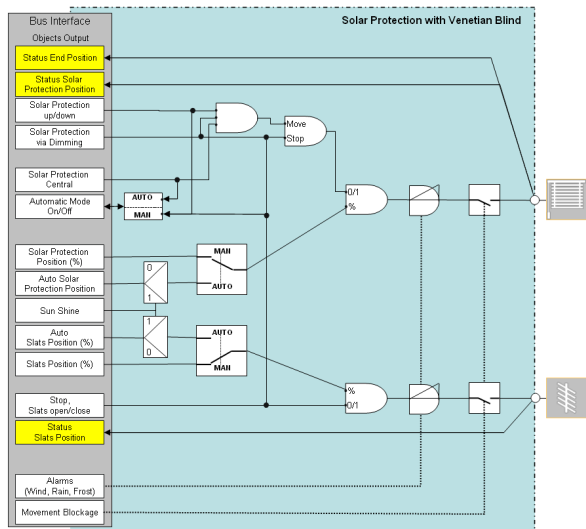 Bus Interface
Solar Protection with Venetian Blind
Objects Output
Status End Position
Status Solar
Protection Position
Solar Protection
up/down
Solar Protection
via Dimming
Move
Stop
Solar Protection
Central
Automatic Mode
On/Off
AUTO
MAN
0/1
%
Solar Protection
Position (%)
Auto Solar
Protection Position
0
1
MAN
AUTO
Sun Shine
Auto
Slats Position (%)
Slats Position (%)
1
0
AUTO
MAN
%
0/1
Stop,
Slats open/close
Status
Slats Position
Alarms
(Wind, Rain, Frost)
Movement Blockage